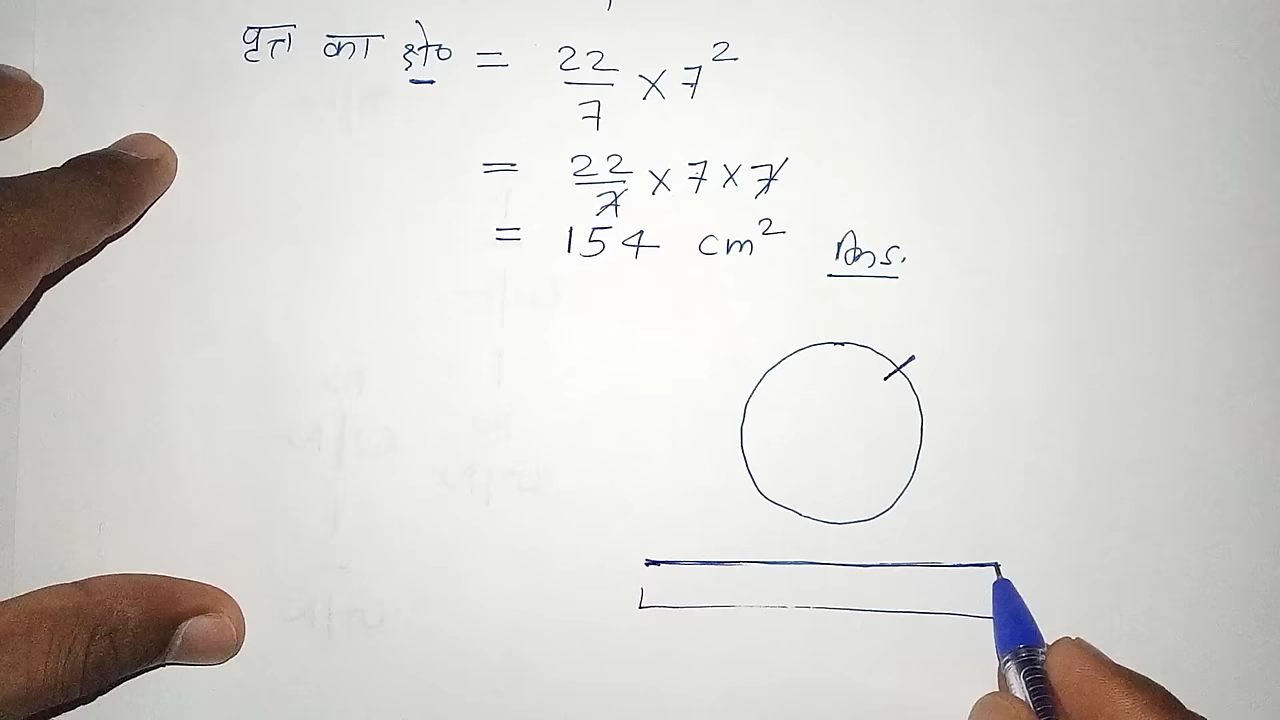 वृत्त का क्षे० = 22/7 × 7²
= 22/7 × 7 × 7
= 154 cm² Ans.